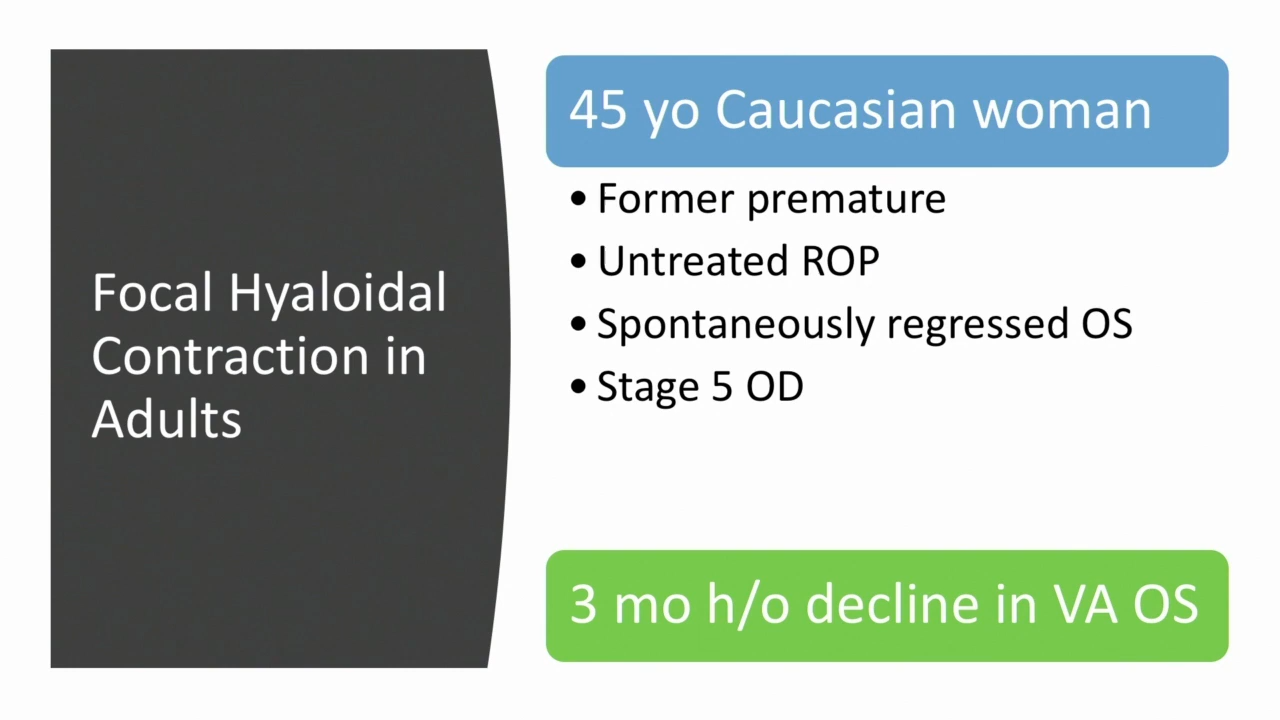 Focal Hyaloidal
Contraction in
Adults
45 yo Caucasian woman
• Former premature
• Untreated ROP
• Spontaneously regressed OS
• Stage 5 OD
3 mo h/o decline in VA OS